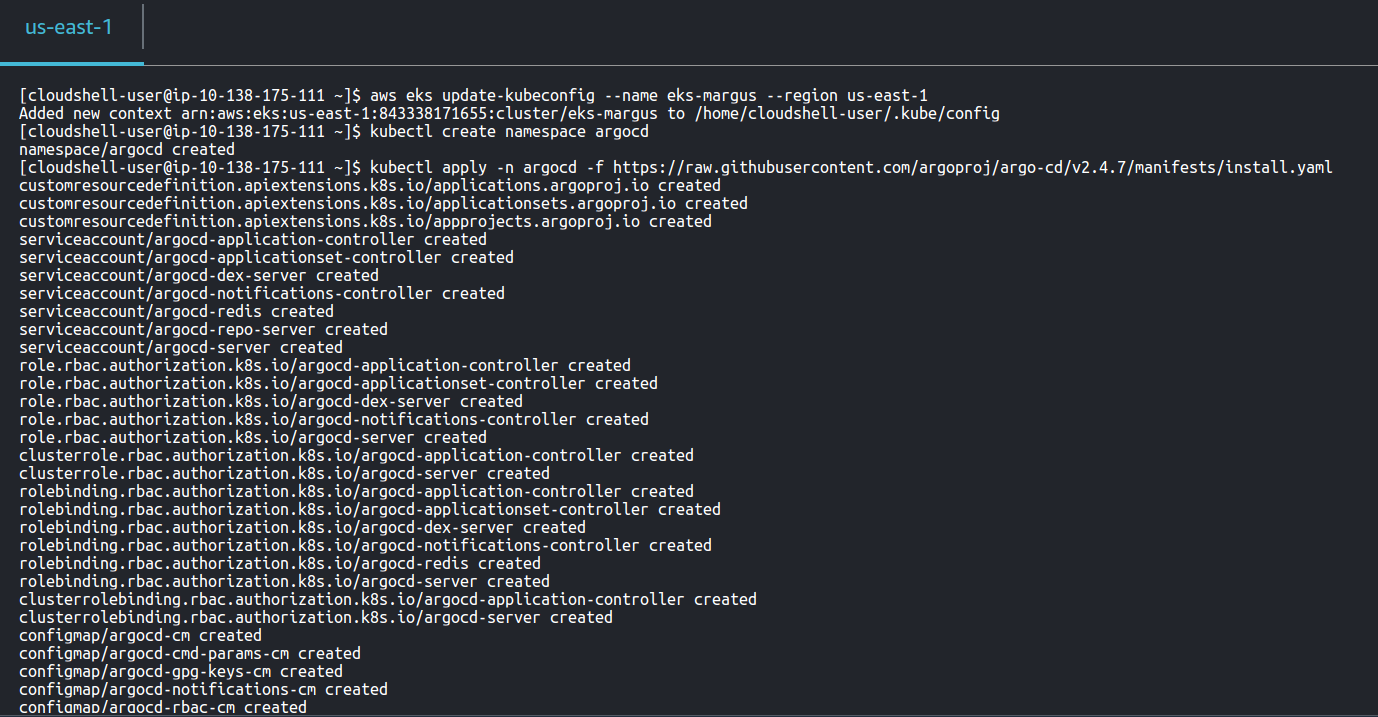 us-east-1
[cloudshell-user@ip-10-138-175-111 ~]$ aws eks update-kubeconfig --name eks-margus --region us-east-1
Added new context arn:aws:eks:us-east-1:843338171655:cluster/eks-margus to /home/cloudshell-user/.kube/config
[cloudshell-user@ip-10-138-175-111 ~]$ kubectl create namespace argocd
namespace/argocd created
[cloudshell-user@ip-10-138-175-111 ~]$ kubectl apply -n argocd -f https://raw.githubusercontent.com/argoproj/argo-cd/v2.4.7/manifests/install.yaml
customresourcedefinition.apiextensions.k8s.io/applications.argoproj.io created
customresourcedefinition.apiextensions.k8s.io/applicationsets.argoproj.io created
customresourcedefinition.apiextensions.k8s.io/appprojects.argoproj.io created
serviceaccount/argocd-application-controller created
serviceaccount/argocd-applicationset-controller created
serviceaccount/argocd-dex-server created
serviceaccount/argocd-notifications-controller created
serviceaccount/argocd-redis created
serviceaccount/argocd-repo-server created
serviceaccount/argocd-server created
role.rbac.authorization.k8s.io/argocd-application-controller created
role.rbac.authorization.k8s.io/argocd-applicationset-controller created
role.rbac.authorization.k8s.io/argocd-dex-server created
role.rbac.authorization.k8s.io/argocd-notifications-controller created
role.rbac.authorization.k8s.io/argocd-server created
clusterrole.rbac.authorization.k8s.io/argocd-application-controller created
clusterrole.rbac.authorization.k8s.io/argocd-server created
rolebinding.rbac.authorization.k8s.io/argocd-application-controller created
rolebinding.rbac.authorization.k8s.io/argocd-applicationset-controller created
rolebinding.rbac.authorization.k8s.io/argocd-dex-server created
rolebinding.rbac.authorization.k8s.io/argocd-notifications-controller created
rolebinding.rbac.authorization.k8s.io/argocd-redis created
rolebinding.rbac.authorization.k8s.io/argocd-server created
clusterrolebinding.rbac.authorization.k8s.io/argocd-application-controller created
clusterrolebinding.rbac.authorization.k8s.io/argocd-server created
configmap/argocd-cm created
configmap/argocd-cmd-params-cm created
configmap/argocd-gpg-keys-cm created
configmap/argocd-notifications-cm created
configmap/argocd-rbac-cm created